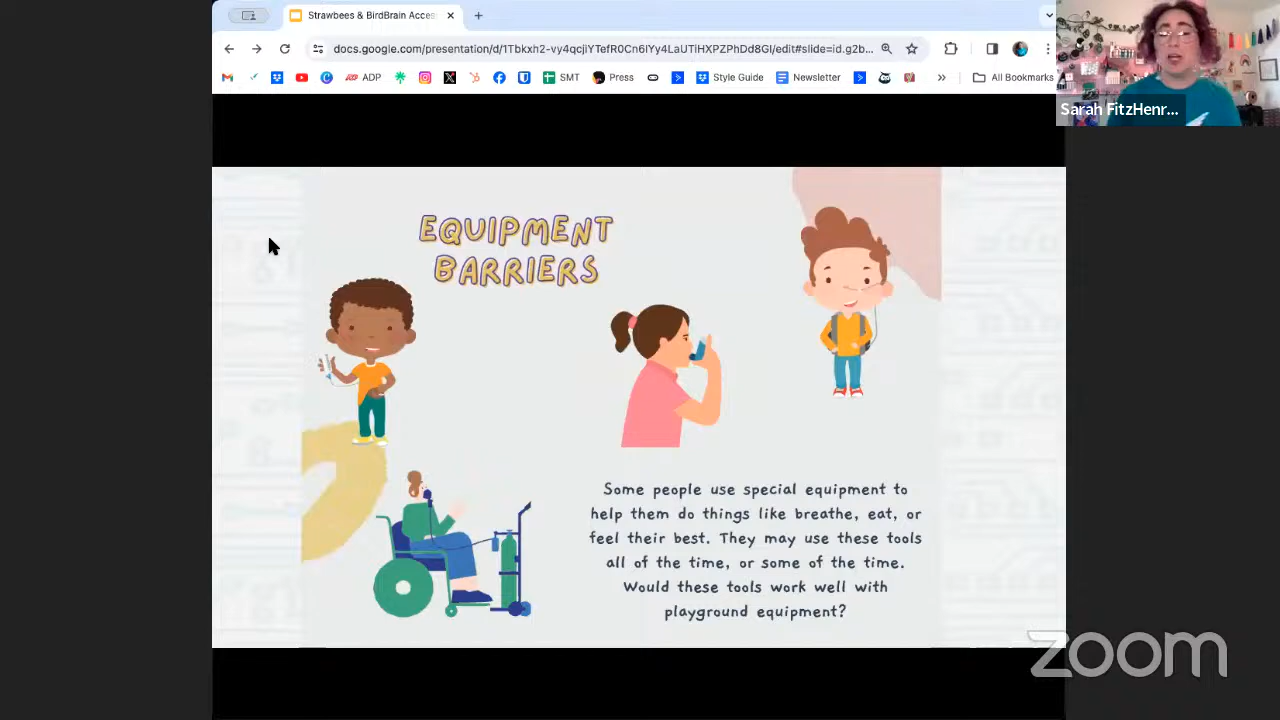 Strawbees & BirdBrain Acces
docs.google.com/presentation/d/1Tbkxh2-vy4qcjlYTefR0Cn6lYy4LaUTiHXPZPhDd8GI/edit#slide=id.g2b...
ADP
SMT
Press
Style Guide
Newsletter
All Bookmarks
Sarah FitzHenr...
EQUIPMENT
BARRIERS
Some people use special equipment to
help them do things like breathe, eat, or
feel their best. They may use these tools
all of the time, or some of the time.
Would these tools work well with
playground equipment?
zoom